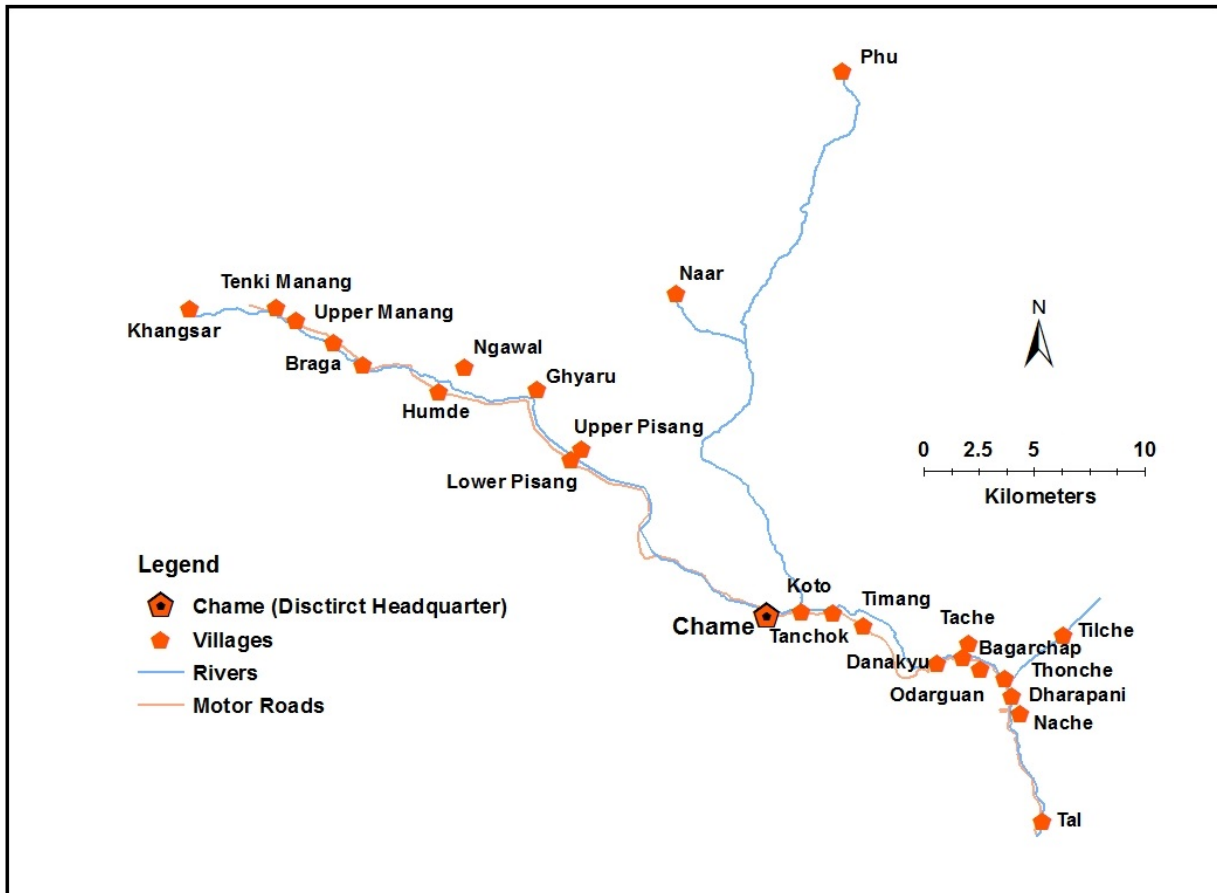 Phu
Naar
N
Tenki Manang
Upper Manang
Khangsar
Ngawal
Braga
Ghyaru
Humde
Upper Pisang
Lower Pisang
0 2.5 5 10
Kilometers
Legend
Chame (Disctirct Headquarter)
Villages
Rivers
Motor Roads
Koto
Timang
Chame
Tanchok
Tache
Tilche
Bagarchap
Danakyu
Thonche
Odarguan
Dharapani
Nache
Tal